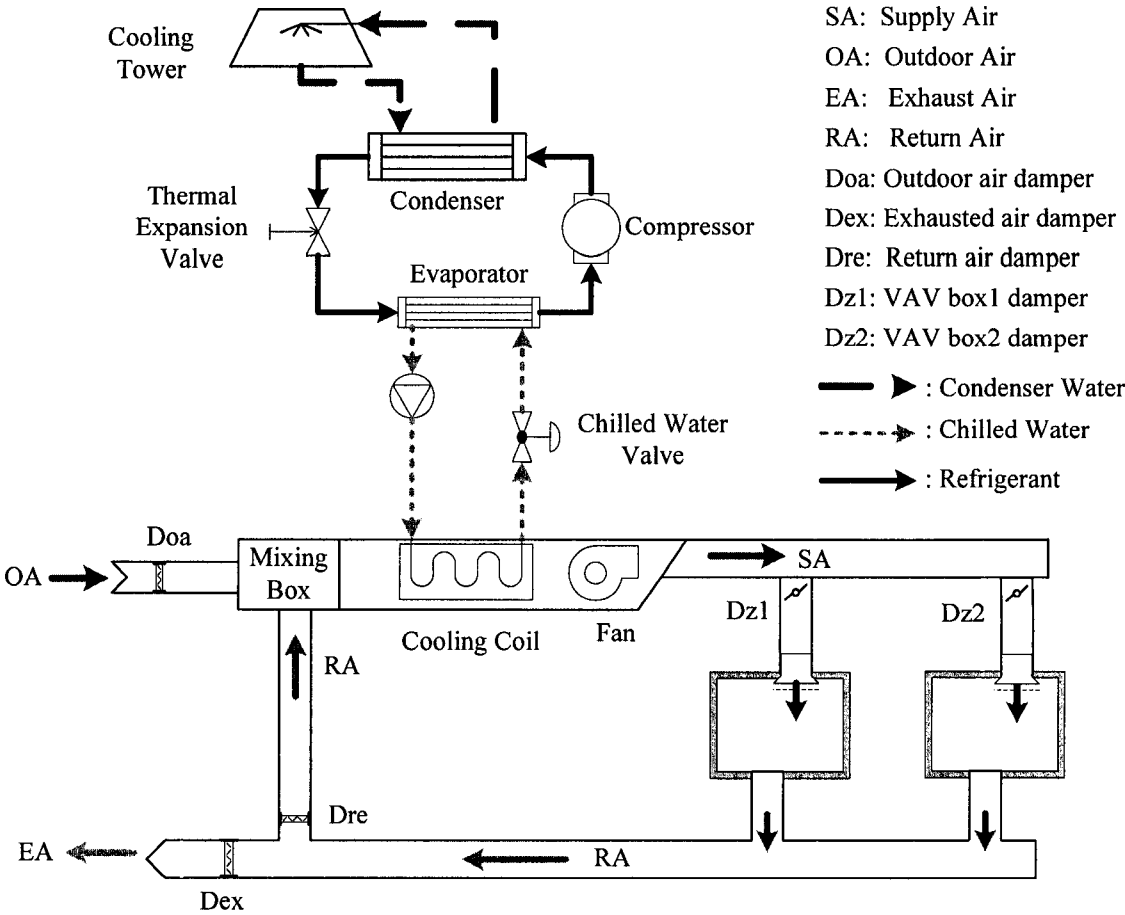 Cooling
Tower
Condenser
Thermal
Expansion
Valve
Compressor
Evaporator
Chilled Water
Valve
SA: Supply Air
OA: Outdoor Air
EA: Exhaust Air
RA: Return Air
Doa: Outdoor air damper
Dex: Exhausted air damper
Dre: Return air damper
Dz1: VAV box1 damper
Dz2: VAV box2 damper
: Condenser Water
: Chilled Water
: Refrigerant
Doa
OA
Mixing
Box
Cooling Coil
Fan
SA
Dz1
Dz2
RA
Dre
EA
RA
Dex